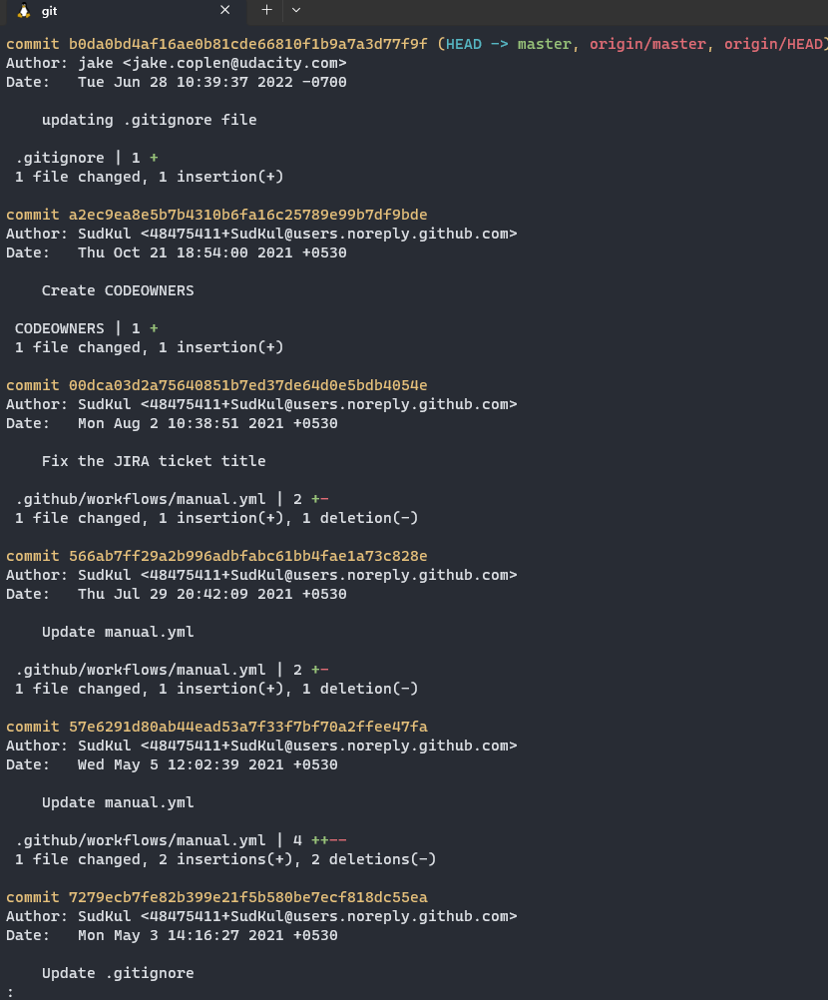 git
commit b0da0bd4af16ae0b81cde66810f1b9a7a3d77f9f (HEAD -> master, origin/master, origin/HEAD)
Author: jake <jake.coplen@udacity.com>
Date:   Tue Jun 28 10:39:37 2022 -0700
updating .gitignore file
.gitignore | 1 +
1 file changed, 1 insertion(+)
commit a2ec9ea8e5b7b4310b6fa16c25789e99b7df9bde
Author: SudKul <48475411+SudKul@users.noreply.github.com>
Date:   Thu Oct 21 18:54:00 2021 +0530
Create CODEOWNERS
CODEOWNERS | 1 +
1 file changed, 1 insertion(+)
commit 00dca03d2a75640851b7ed37de64d0e5bdb4054e
Author: SudKul <48475411+SudKul@users.noreply.github.com>
Date:   Mon Aug 2 10:38:51 2021 +0530
Fix the JIRA ticket title
.github/workflows/manual.yml | 2 +-
1 file changed, 1 insertion(+), 1 deletion(-)
commit 566ab7ff29a2b996adbfabc61bb4fae1a73c828e
Author: SudKul <48475411+SudKul@users.noreply.github.com>
Date:   Thu Jul 29 20:42:09 2021 +0530
Update manual.yml
.github/workflows/manual.yml | 2 +-
1 file changed, 1 insertion(+), 1 deletion(-)
commit 57e6291d80ab44ead53a7f33f7bf70a2ffee47fa
Author: SudKul <48475411+SudKul@users.noreply.github.com>
Date:   Wed May 5 12:02:39 2021 +0530
Update manual.yml
.github/workflows/manual.yml | 4 ++--
1 file changed, 2 insertions(+), 2 deletions(-)
commit 7279ecb7fe82b399e21f5b580be7ecf818dc55ea
Author: SudKul <48475411+SudKul@users.noreply.github.com>
Date:   Mon May 3 14:16:27 2021 +0530
Update .gitignore
: